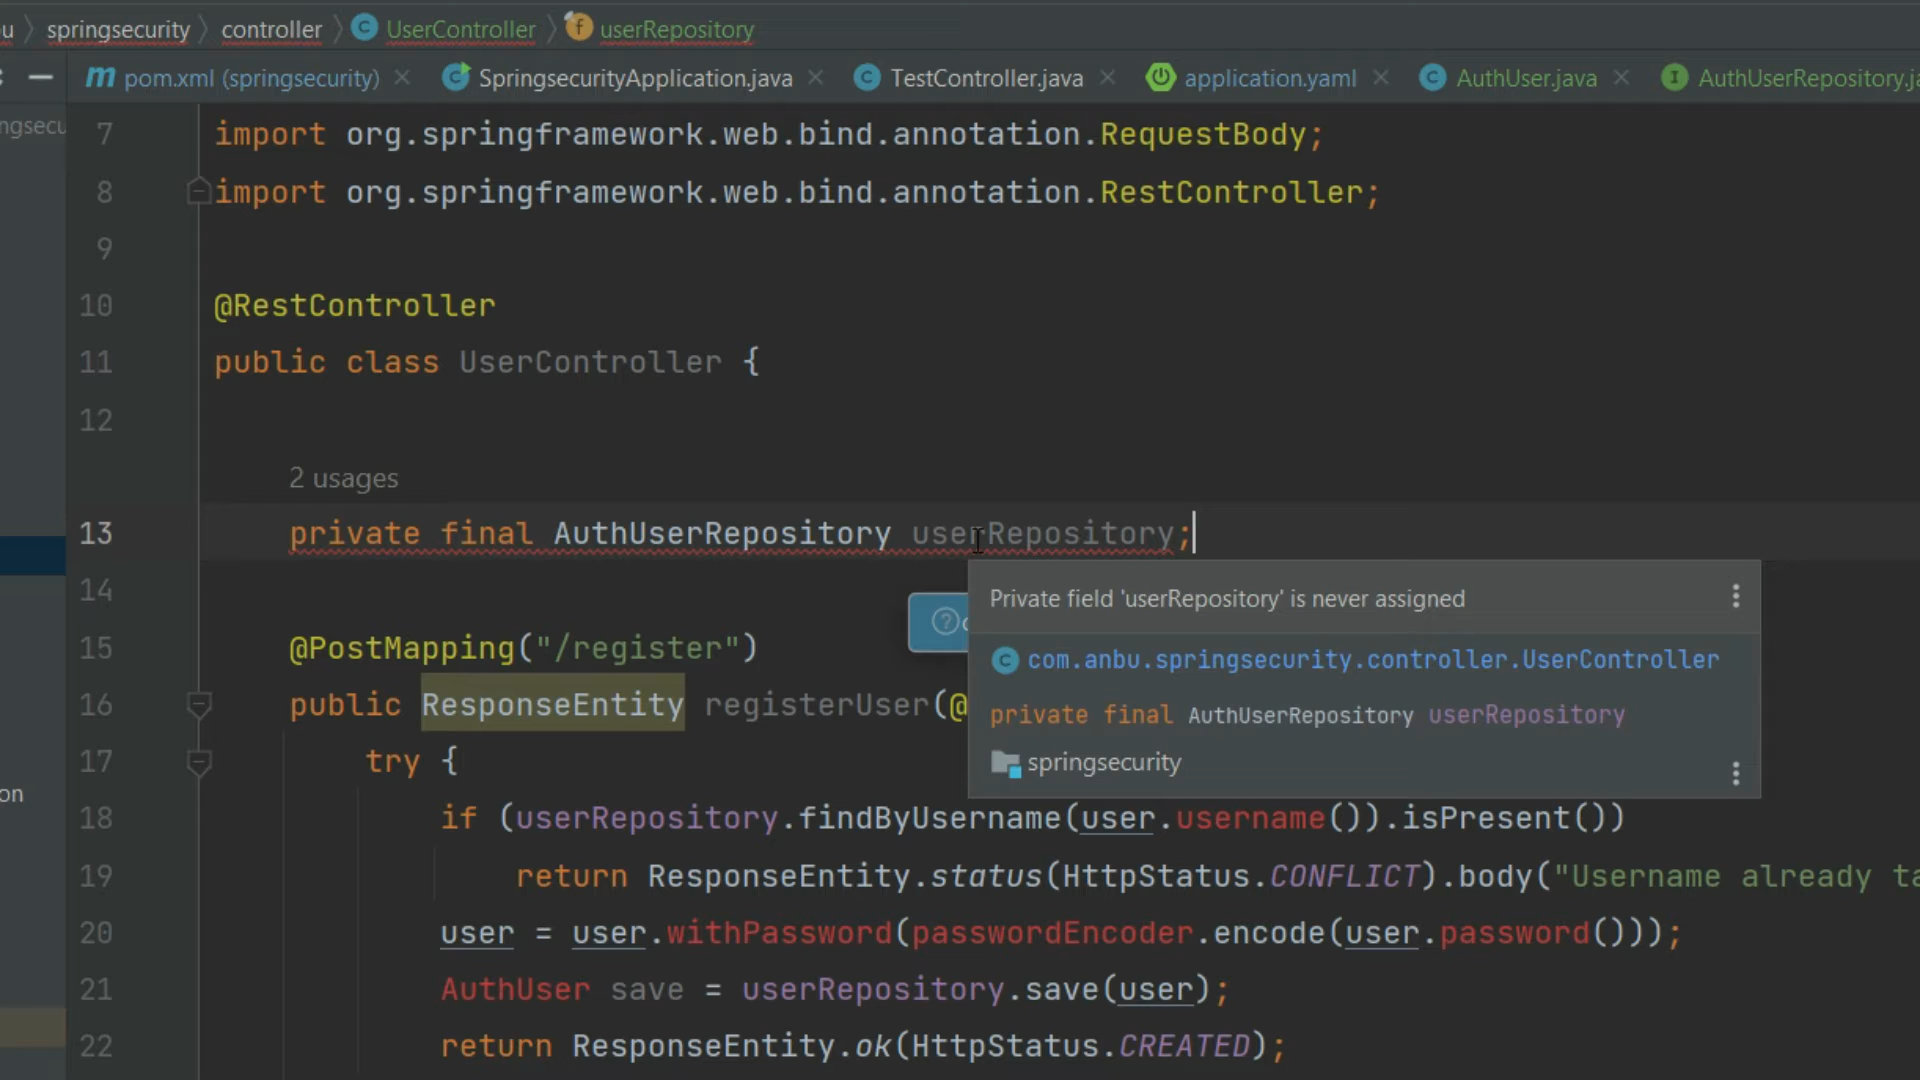 u springsecurity controller UserController userRepository
pom.xml (springsecurity) SpringsecurityApplication.java TestController.java application.yaml AuthUser.java AuthUserRepository.ja
ngsecu
7 import org.springframework.web.bind.annotation.RequestBody;
8 import org.springframework.web.bind.annotation.RestController;
9
10 @RestController
11 public class UserController {
12
2 usages
13 private final AuthUserRepository userRepository;
14
Private field 'userRepository' is never assigned
15 @PostMapping("/register")
com.anbu.springsecurity.controller.UserController
16 public ResponseEntity registerUser(@
private final AuthUserRepository userRepository
17 try {
springsecurity
on
18 if (userRepository.findByUsername(user.username()).isPresent())
19 return ResponseEntity.status(HttpStatus.CONFLICT).body("Username already ta
20 user = user.withPassword(passwordEncoder.encode(user.password()));
21 AuthUser save = userRepository.save(user);
22 return ResponseEntity.ok(HttpStatus.CREATED);